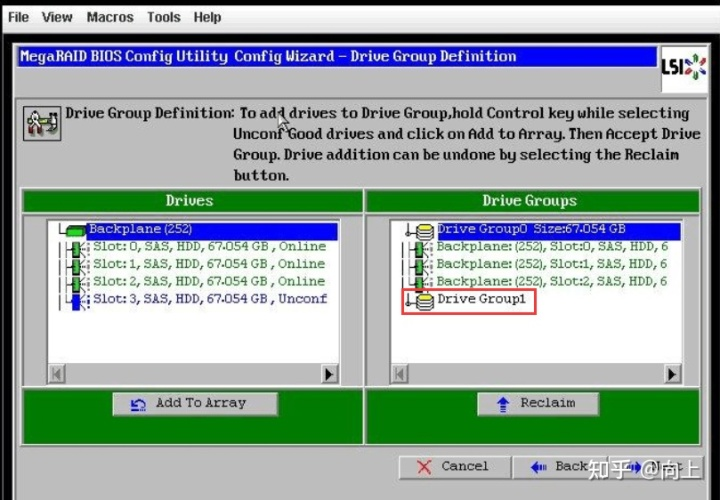 File View Macros Tools Help
MegaRAID BIOS Config Utility Config Wizard - Drive Group Definition
LSI
Drive Group Definition: To add drives to Drive Group,hold Control key while selecting
Unconf Good drives and click on Add to Array. Then Accept Drive
Group. Drive addition can be undone by selecting the Reclaim
button.
Drives
Backplane (252)
Slot: 0, SAS, HDD, 67.054 GB , Online
Slot: 1, SAS, HDD, 67.054 GB , Online
Slot: 2, SAS, HDD, 67.054 GB , Online
Slot: 3, SAS, HDD, 67.054 GB , Unconf
Add To Array
Drive Groups
Drive Group0 Size:67.054 GB
Backplane: (252), Slot:0, SAS, HDD, 6
Backplane: (252), Slot:1, SAS, HDD, 6
Backplane: (252), Slot:2, SAS, HDD, 6
Drive Group1
Reclaim
Cancel
Back
Next
知乎 @向上